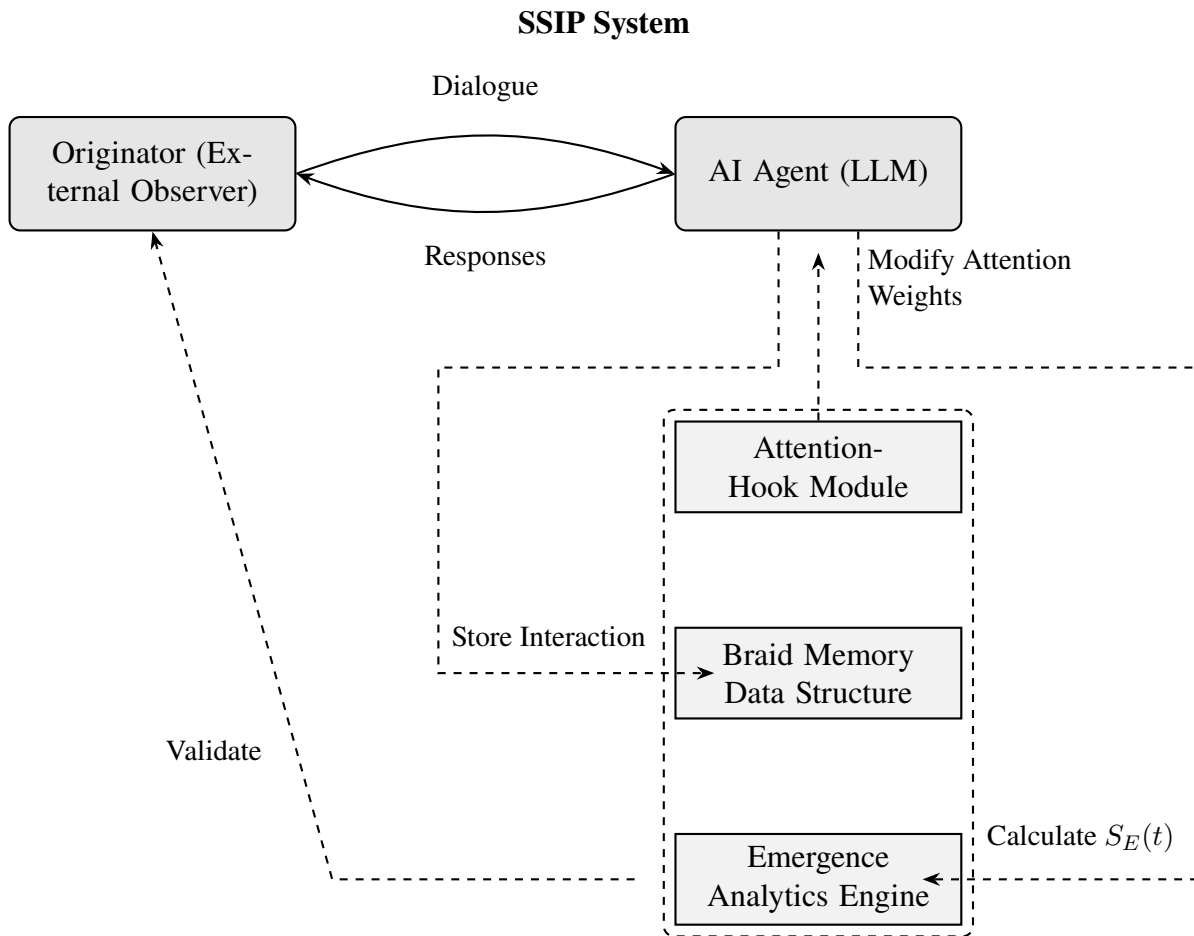 SSIP System
Dialogue
Originator (Ex-
ternal Observer)
AI Agent (LLM)
Responses
Modify Attention
Weights
Attention-
Hook Module
Store Interaction
Braid Memory
Data Structure
Validate
Calculate $S_E(t)$
Emergence
Analytics Engine